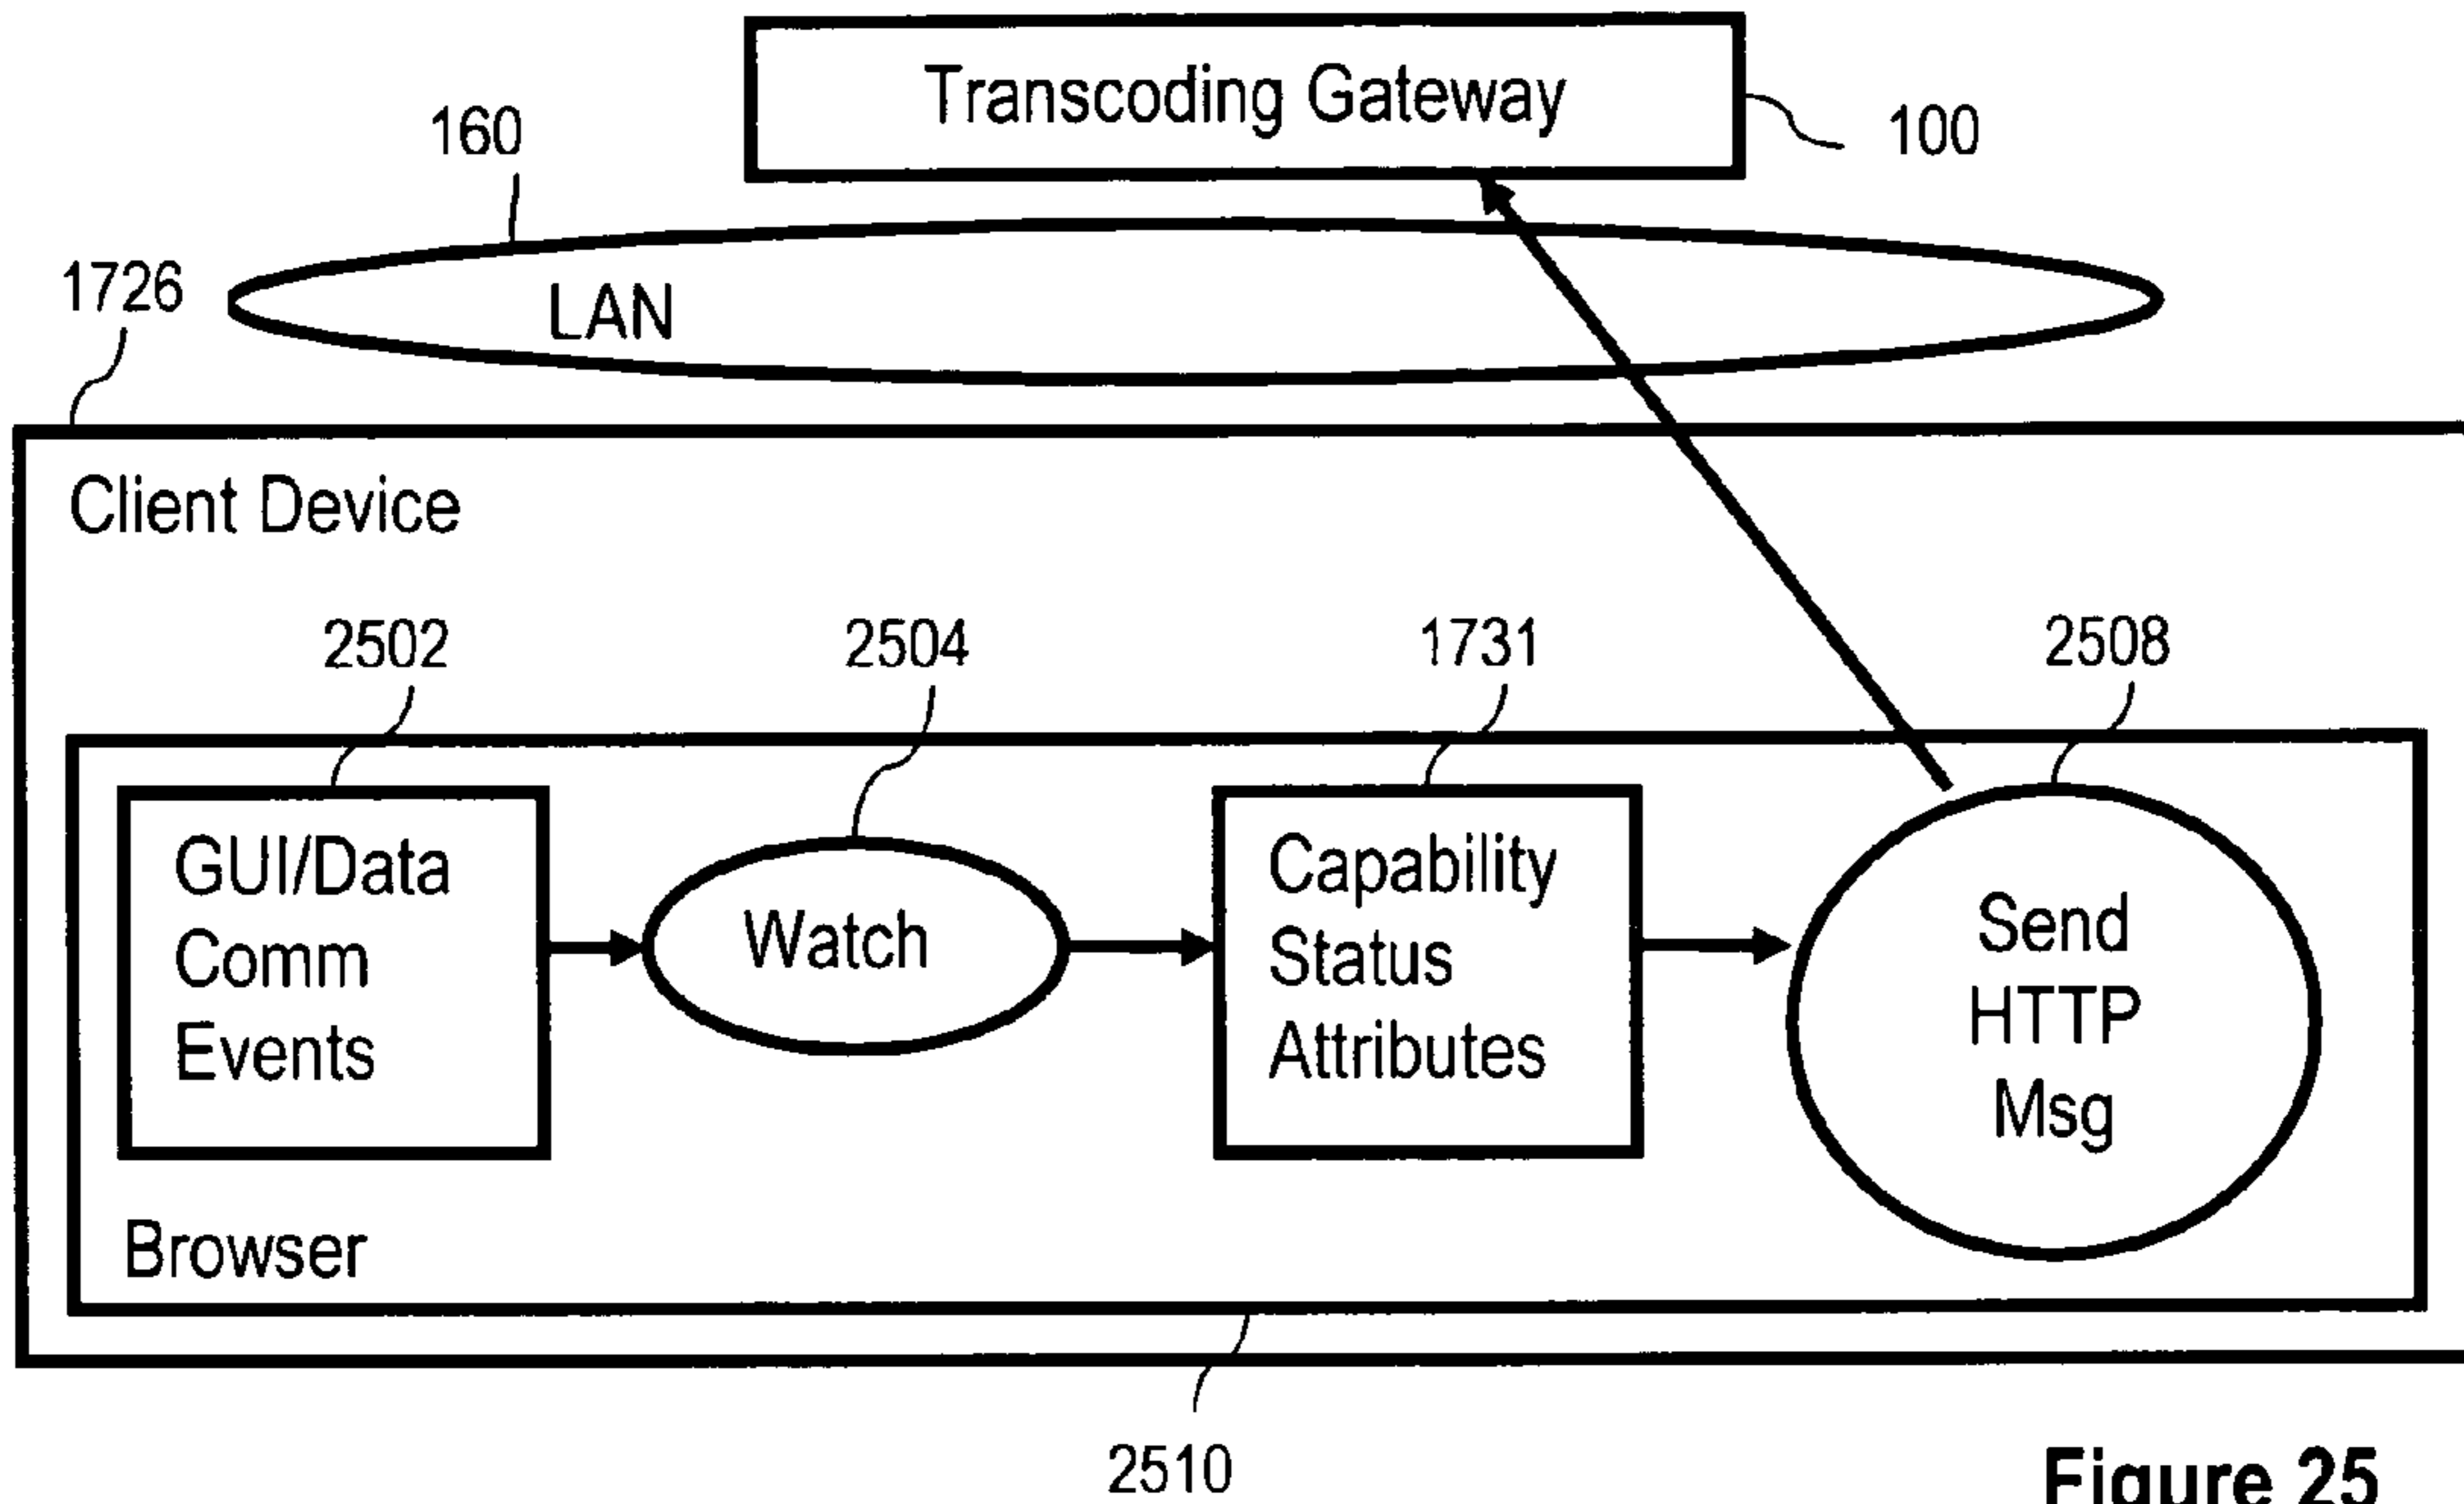 Transcoding Gateway
100
160
LAN
1726
Client Device
2502
2504
1731
2508
GUI/Data
Comm
Events
Watch
Capability
Status
Attributes
Send
HTTP
Msg
Browser
2510
Figure 25